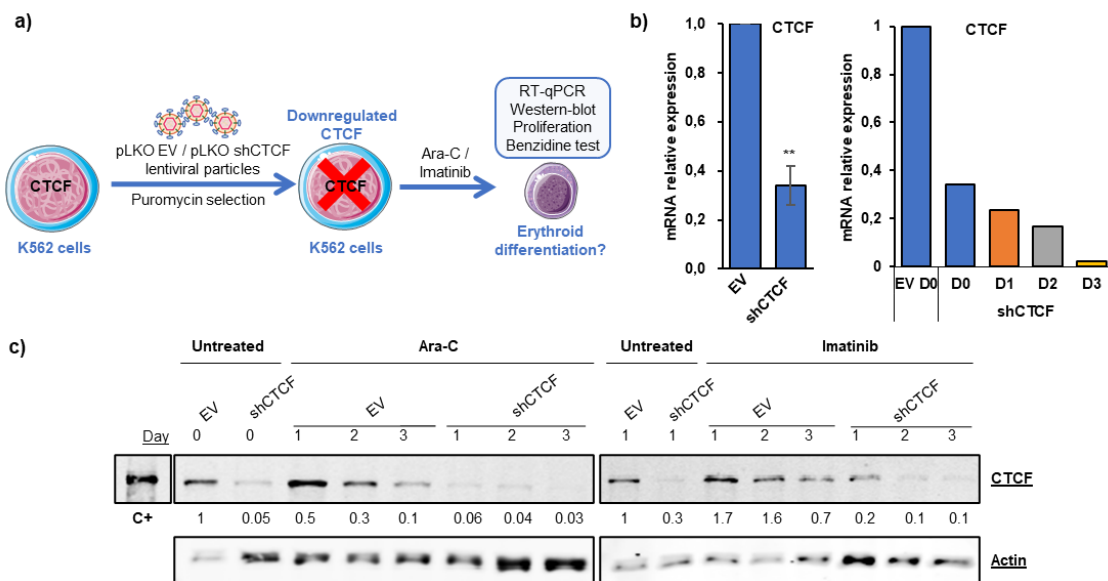 a)
pLKO EV / pLKO shCTCF
lentiviral particles
Puromycin selection
CTCF
K562 cells
Downregulated
CTCF
CTCF
K562 cells
Ara-C /
Imatinib
RT-qPCR
Western-blot
Proliferation
Benzidine test
Erythroid
differentiation?
b)
CTCF
mRNA relative expression
1,0
0,8
0,6
0,4
0,2
0,0
**
EV
shCTCF
CTCF
mRNA relative expression
1
0,8
0,6
0,4
0,2
0
EV D0 D0 D1 D2 D3
shCTCF
c)
Untreated Ara-C Untreated Imatinib
EV shCTCF EV shCTCF EV shCTCF EV shCTCF
Day 0 0 1 2 3 1 2 3 1 1 1 2 3 1 2 3
CTCF
C+ 1 0.05 0.5 0.3 0.1 0.06 0.04 0.03 1 0.3 1.7 1.6 0.7 0.2 0.1 0.1
Actin